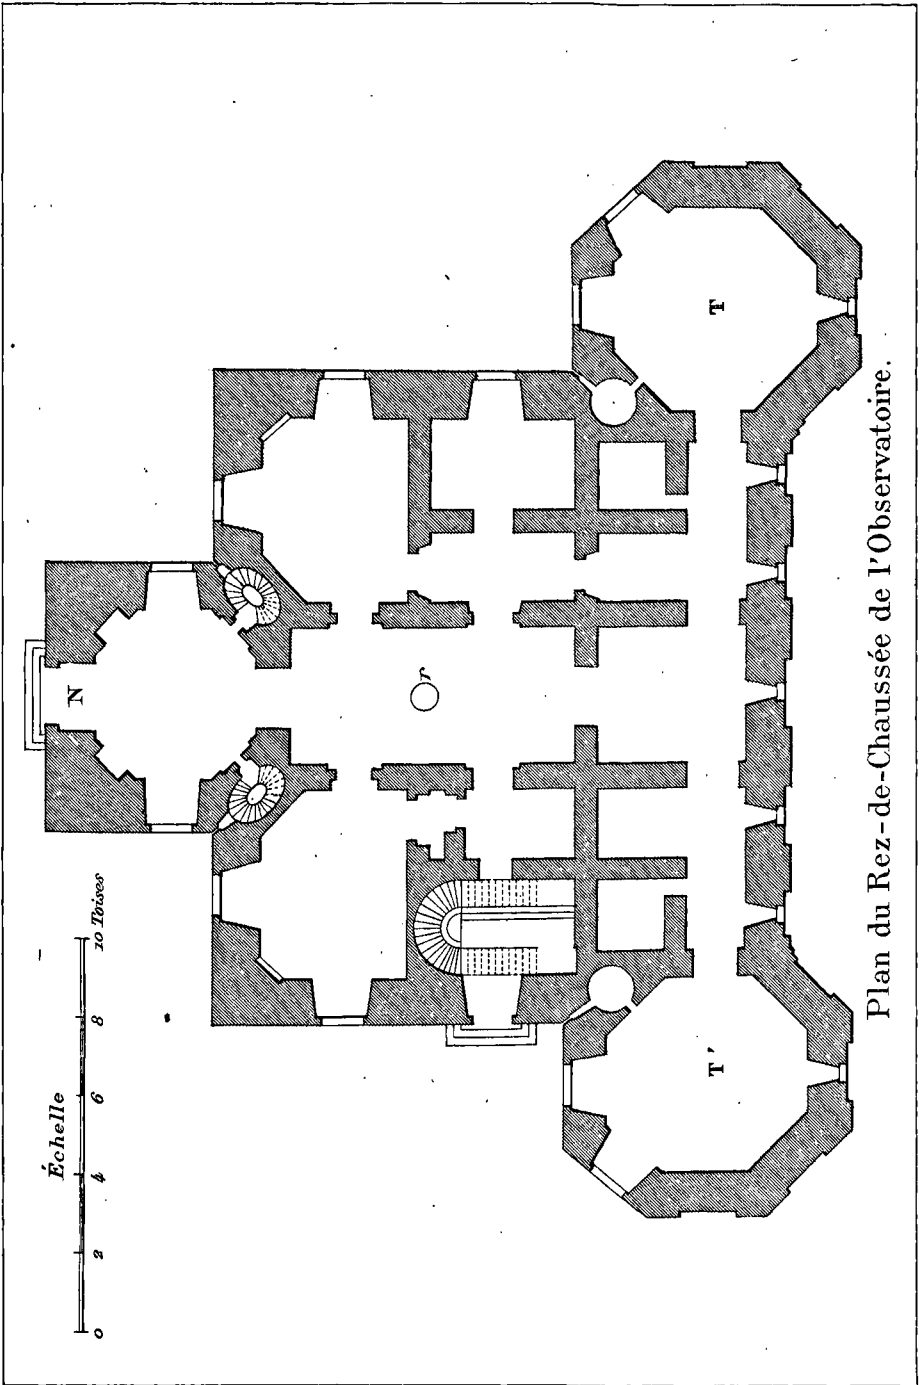 Échelle
0 2 4 6 8 10 Toises
N
r
T
T'
Plan du Rez-de-Chaussée de l'Observatoire.